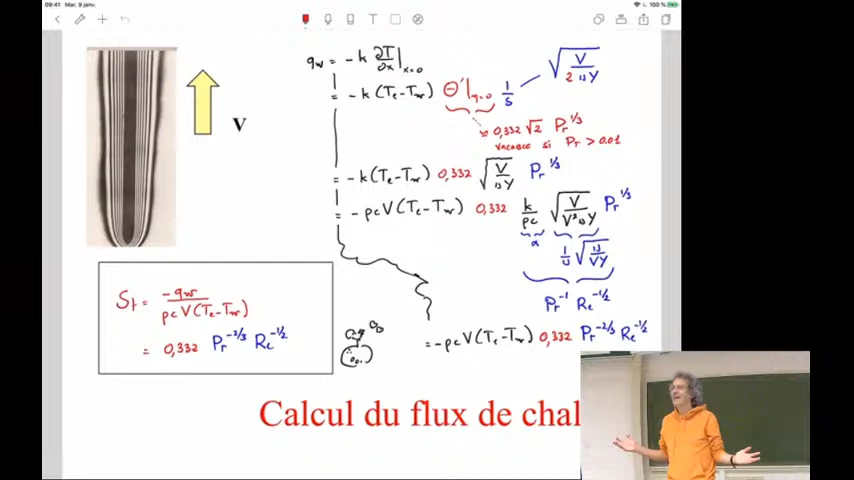 09:41 Mar. 9 janv.
100 %
q_w = -k ∂T/∂x|_{x=0}
= -k (T_e - T_w) Θ'|_{η=0} 1/δ √(V/2νY)
≈ 0,332 √2 Pr^{1/3}
VALABLE SI Pr > 0.01
= -k (T_e - T_w) 0,332 √(V/νY) Pr^{1/3}
V
= -ρcV (T_e - T_w) 0,332 k/ρc √(V/V²νY) Pr^{1/3}
α 1/ν √(ν/VY)
St = -q_w / ρcV(T_e - T_w)
Pr^{-1} Re^{-1/2}
= 0,332 Pr^{-2/3} Re^{-1/2}
= -ρcV (T_e - T_w) 0,332 Pr^{-2/3} Re^{-1/2}
Calcul du flux de chal